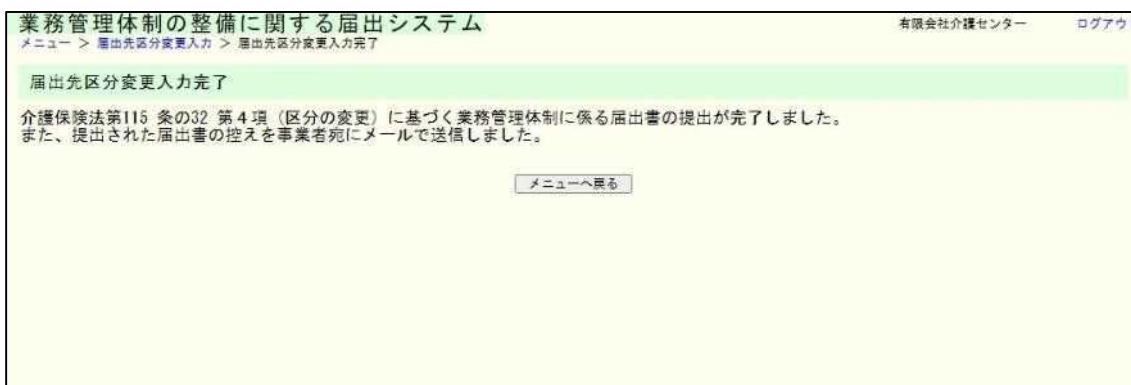 業務管理体制の整備に関する届出システム
有限会社介護センター ログアウ
メニュー > 届出先区分変更入力 > 届出先区分変更入力完了
届出先区分変更入力完了
介護保険法第115 条の32 第4項（区分の変更）に基づく業務管理体制に係る届出書の提出が完了しました。
また、提出された届出書の控えを事業者宛にメールで送信しました。
メニューへ戻る